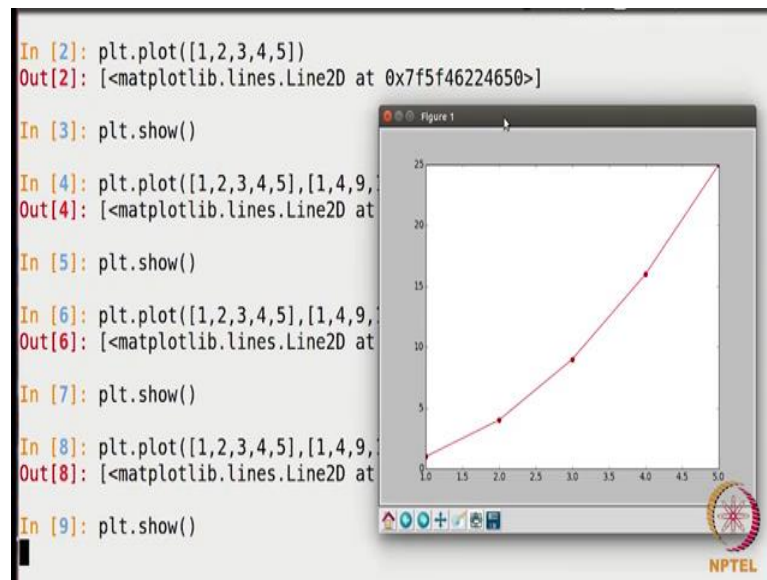 In [2]: plt.plot([1,2,3,4,5])
Out[2]: [<matplotlib.lines.Line2D at 0x7f5f46224650>]
In [3]: plt.show()
In [4]: plt.plot([1,2,3,4,5],[1,4,9,
Out[4]: [<matplotlib.lines.Line2D at
In [5]: plt.show()
In [6]: plt.plot([1,2,3,4,5],[1,4,9,
Out[6]: [<matplotlib.lines.Line2D at
In [7]: plt.show()
In [8]: plt.plot([1,2,3,4,5],[1,4,9,
Out[8]: [<matplotlib.lines.Line2D at
In [9]: plt.show()
Figure 1
25
20
15
10
5
0
1.0 1.5 2.0 2.5 3.0 3.5 4.0 4.5 5.0
NPTEL